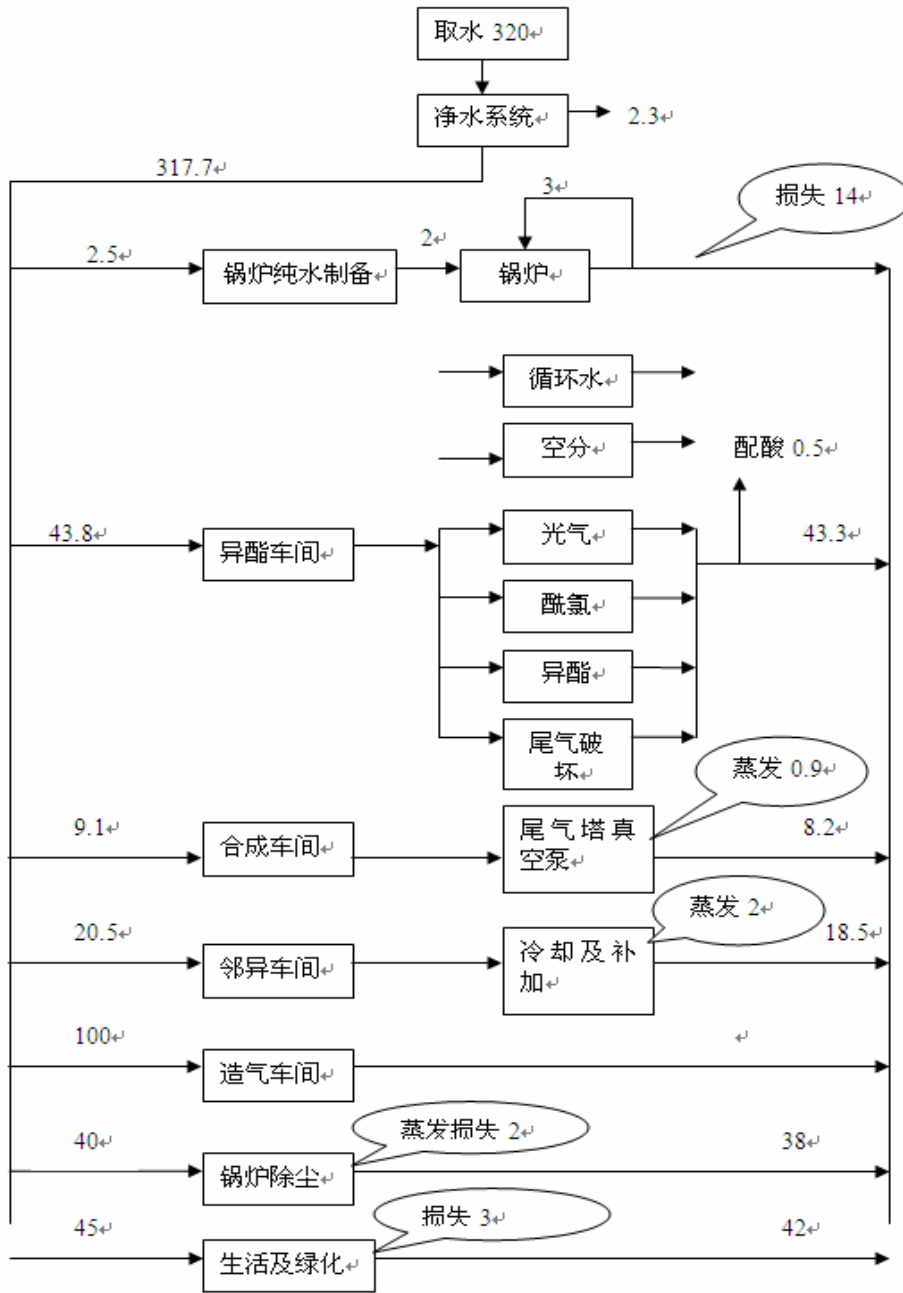 取水 320↵
净水系统↵
2.3↵
317.7↵
3↵
损失 14↵
2.5↵
2↵
锅炉纯水制备↵
锅炉↵
循环水↵
空分↵
配酸 0.5↵
43.8↵
异酯车间↵
光气↵
43.3↵
酰氯↵
异酯↵
尾气破
坏↵
蒸发 0.9↵
9.1↵
合成车间↵
尾气塔真
空泵↵
8.2↵
蒸发 2↵
20.5↵
邻异车间↵
冷却及补
加↵
18.5↵
100↵
↵
造气车间↵
蒸发损失 2↵
40↵
锅炉除尘↵
38↵
损失 3↵
45↵
生活及绿化↵
42↵